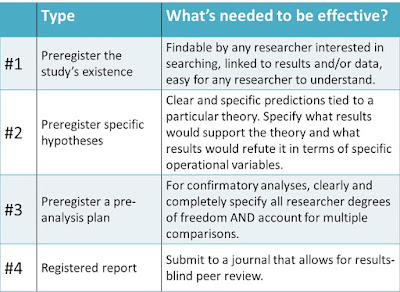 Type
What's needed to be effective?
#1
Preregister the
study's existence
Findable by any researcher interested in
searching, linked to results and/or data,
easy for any researcher to understand.
#2
Preregister specific
hypotheses
Clear and specific predictions tied to a
particular theory. Specify what results
would support the theory and what
results would refute it in terms of specific
operational variables.
#3
Preregister a pre-
analysis plan
For confirmatory analyses, clearly and
completely specify all researcher degrees
of freedom AND account for multiple
comparisons.
#4
Registered report
Submit to a journal that allows for results-
blind peer review.